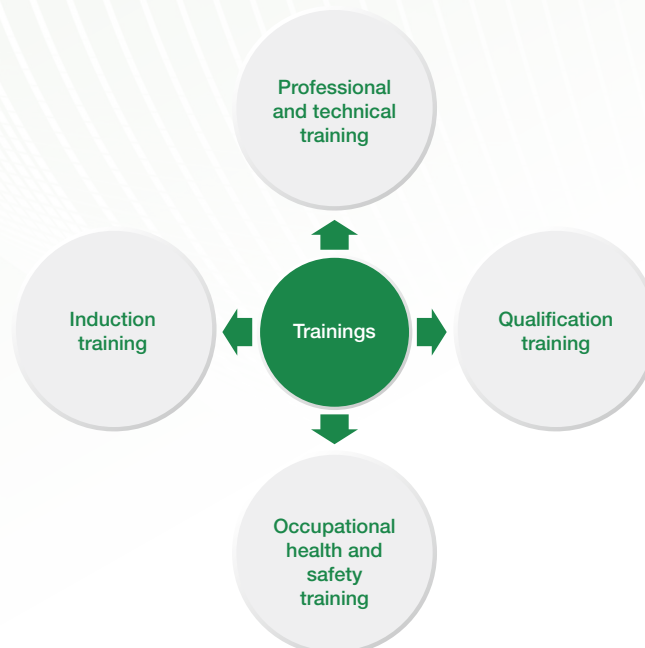 Professional
and technical
training
Induction
training
Trainings
Qualification
training
Occupational
health and
safety
training